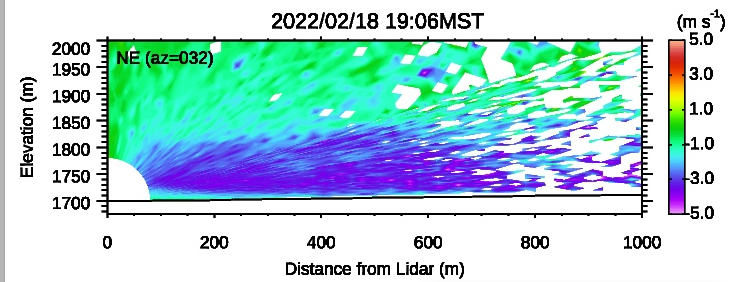 2022/02/18 19:06MST
(m s-1)
NE (az=032)
Elevation (m)
2000
1950
1900
1850
1800
1750
1700
5.0
3.0
1.0
-1.0
-3.0
-5.0
0 200 400 600 800 1000
Distance from Lidar (m)